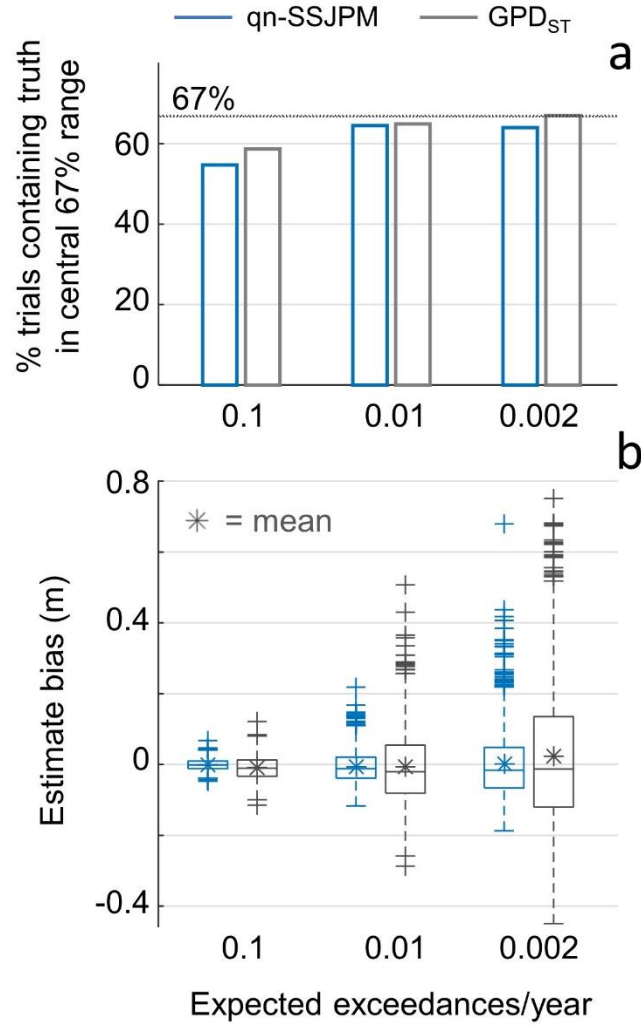 qn-SSJPM GPDST
a
% trials containing truth
in central 67% range
67%
60
40
20
0
0.1 0.01 0.002
b
0.8
✳ = mean
0.4
0
-0.4
Estimate bias (m)
0.1 0.01 0.002
Expected exceedances/year